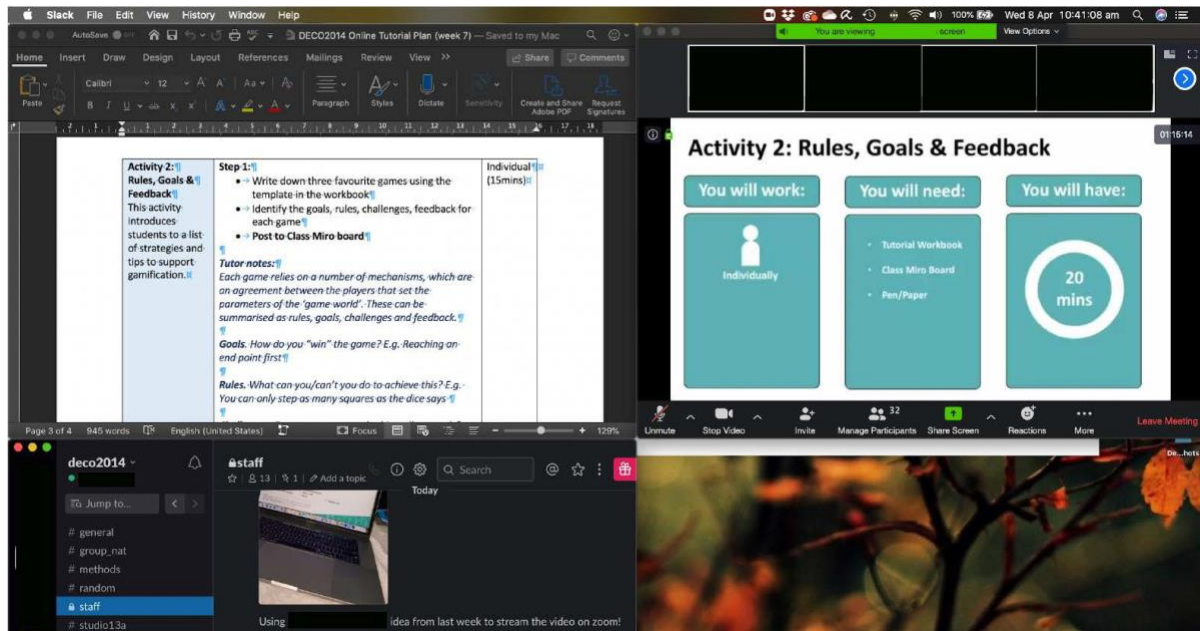 Slack File Edit View History Window Help
100% Wed 8 Apr 10:41:08 am
AutoSave OFF
DECO2014 Online Tutorial Plan (week 7) — Saved to my Mac
Home Insert Draw Design Layout References Mailings Review View >> Share Comments
Calibri 12
Paste Paragraph Styles Dictate Sensitivity Create and Share Adobe PDF Request Signatures
Activity 2:¶
Rules, Goals &¶
Feedback¶
This activity
introduces
students to a list
of strategies and
tips to support
gamification.
Step 1:¶
Write down three favourite games using the
template in the workbook¶
Identify the goals, rules, challenges, feedback for
each game¶
Post to Class Miro board¶
¶
Tutor notes:¶
Each game relies on a number of mechanisms, which are
an agreement between the players that set the
parameters of the 'game world'. These can be
summarised as rules, goals, challenges and feedback.¶
¶
Goals. How do you "win" the game? E.g. Reaching an
end point first¶
¶
Rules. What can you/can't you do to achieve this? E.g.
You can only step as many squares as the dice says¶
¶
Individual¶
(15mins)
Page 3 of 4 945 words English (United States) Focus 129%
You are viewing screen View Options
01:15:14
Activity 2: Rules, Goals & Feedback
You will work:
Individually
You will need:
• Tutorial Workbook
• Class Miro Board
• Pen/Paper
You will have:
20
mins
Unmute Stop Video Invite Manage Participants 32 Share Screen Reactions More Leave Meeting
deco2014
Jump to...
# general
# group_nat
# methods
# random
staff
# studio13a
staff
13 | 1 | Add a topic
Search
Today
Using idea from last week to stream the video on zoom!
De...hots